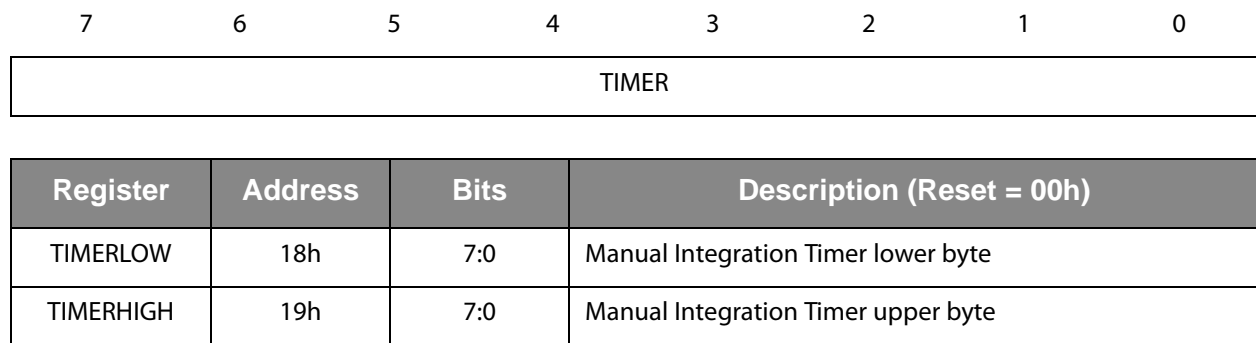 7 6 5 4 3 2 1 0
TIMER
Register Address Bits Description (Reset = 00h)
TIMERLOW 18h 7:0 Manual Integration Timer lower byte
TIMERHIGH 19h 7:0 Manual Integration Timer upper byte